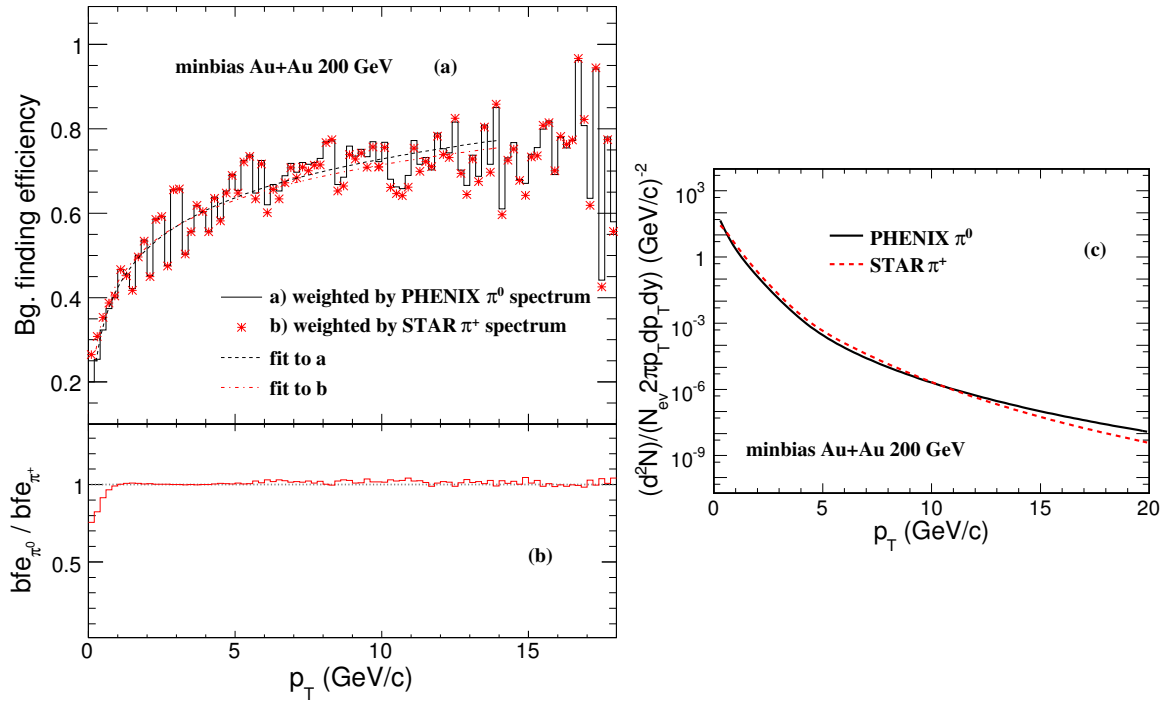 Bg. finding efficiency
1
0.8
0.6
0.4
0.2
minbias Au+Au 200 GeV (a)
a) weighted by PHENIX π⁰ spectrum
b) weighted by STAR π⁺ spectrum
fit to a
fit to b
bfe_π⁰ / bfe_π⁺
1
0.5
(b)
0 5 10 15
p_T (GeV/c)
(d²N)/(N_ev 2πp_T dp_T dy) (GeV/c)⁻²
10³
1
10⁻³
10⁻⁶
10⁻⁹
PHENIX π⁰
STAR π⁺
(c)
minbias Au+Au 200 GeV
0 5 10 15 20
p_T (GeV/c)